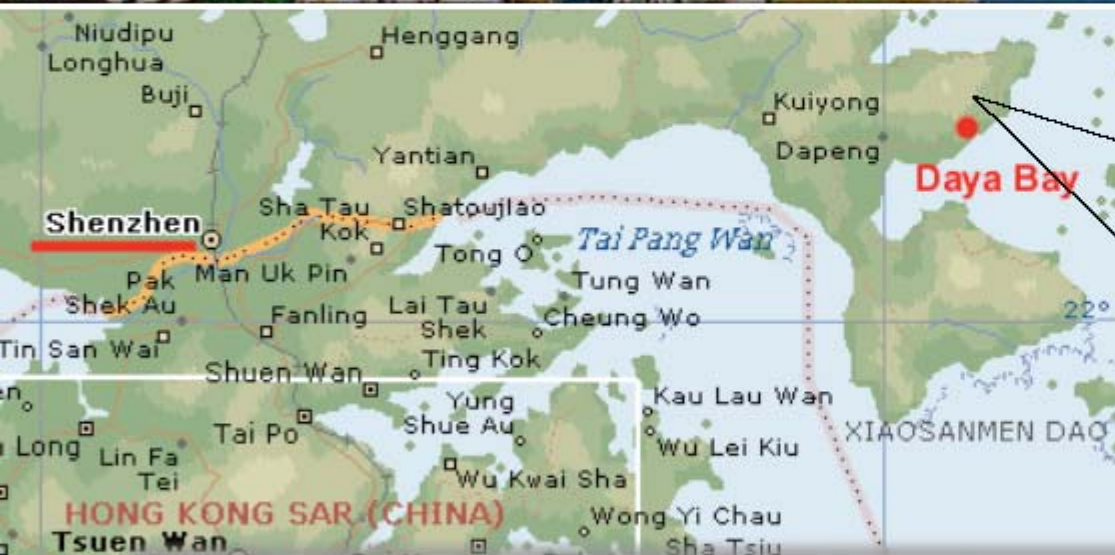 Niudipu
Longhua
Henggang
Buji
Kuiyong
Yantian
Dapeng
Daya Bay
Sha Tau
Kok
Shatoujlao
Shenzhen
Tong O
Tai Pang Wan
Pak
Shek Au
Man Uk Pin
Tung Wan
Lai Tau
Shek
Fanling
Cheung Wo
22°
Tin San Wai
Ting Kok
Shuen Wan
Yung
Shue Au
Kau Lau Wan
Tai Po
XIAOSANMEN DAO
Long
Lin Fa
Tei
Wu Lei Kiu
Wu Kwai Sha
HONG KONG SAR (CHINA)
Wong Yi Chau
Tsuen Wan
Sha Tsiu